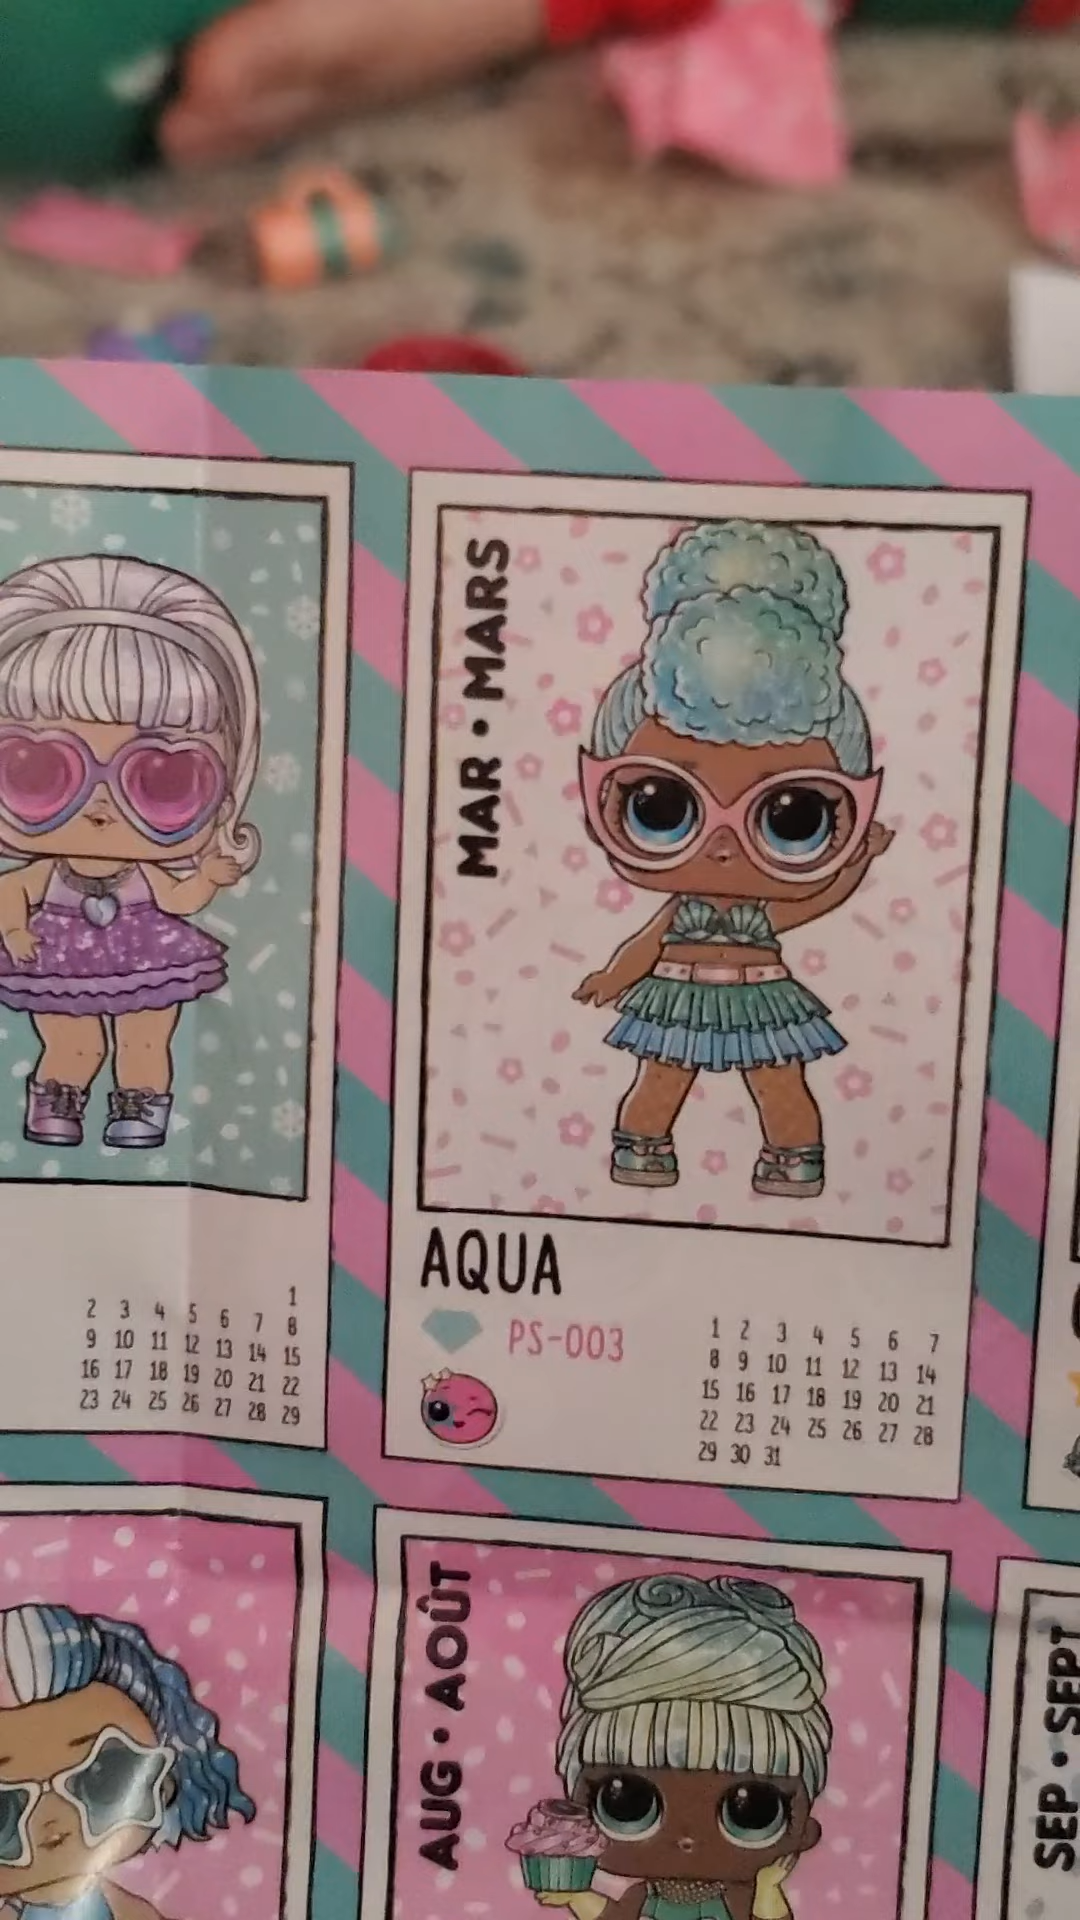 MAR • MARS
AQUA
PS-003
1 2 3 4 5 6 7
8 9 10 11 12 13 14
15 16 17 18 19 20 21
22 23 24 25 26 27 28
29 30 31
1
2 3 4 5 6 7 8
9 10 11 12 13 14 15
16 17 18 19 20 21 22
23 24 25 26 27 28 29
AUG • AOÛT
SEP • SEPT